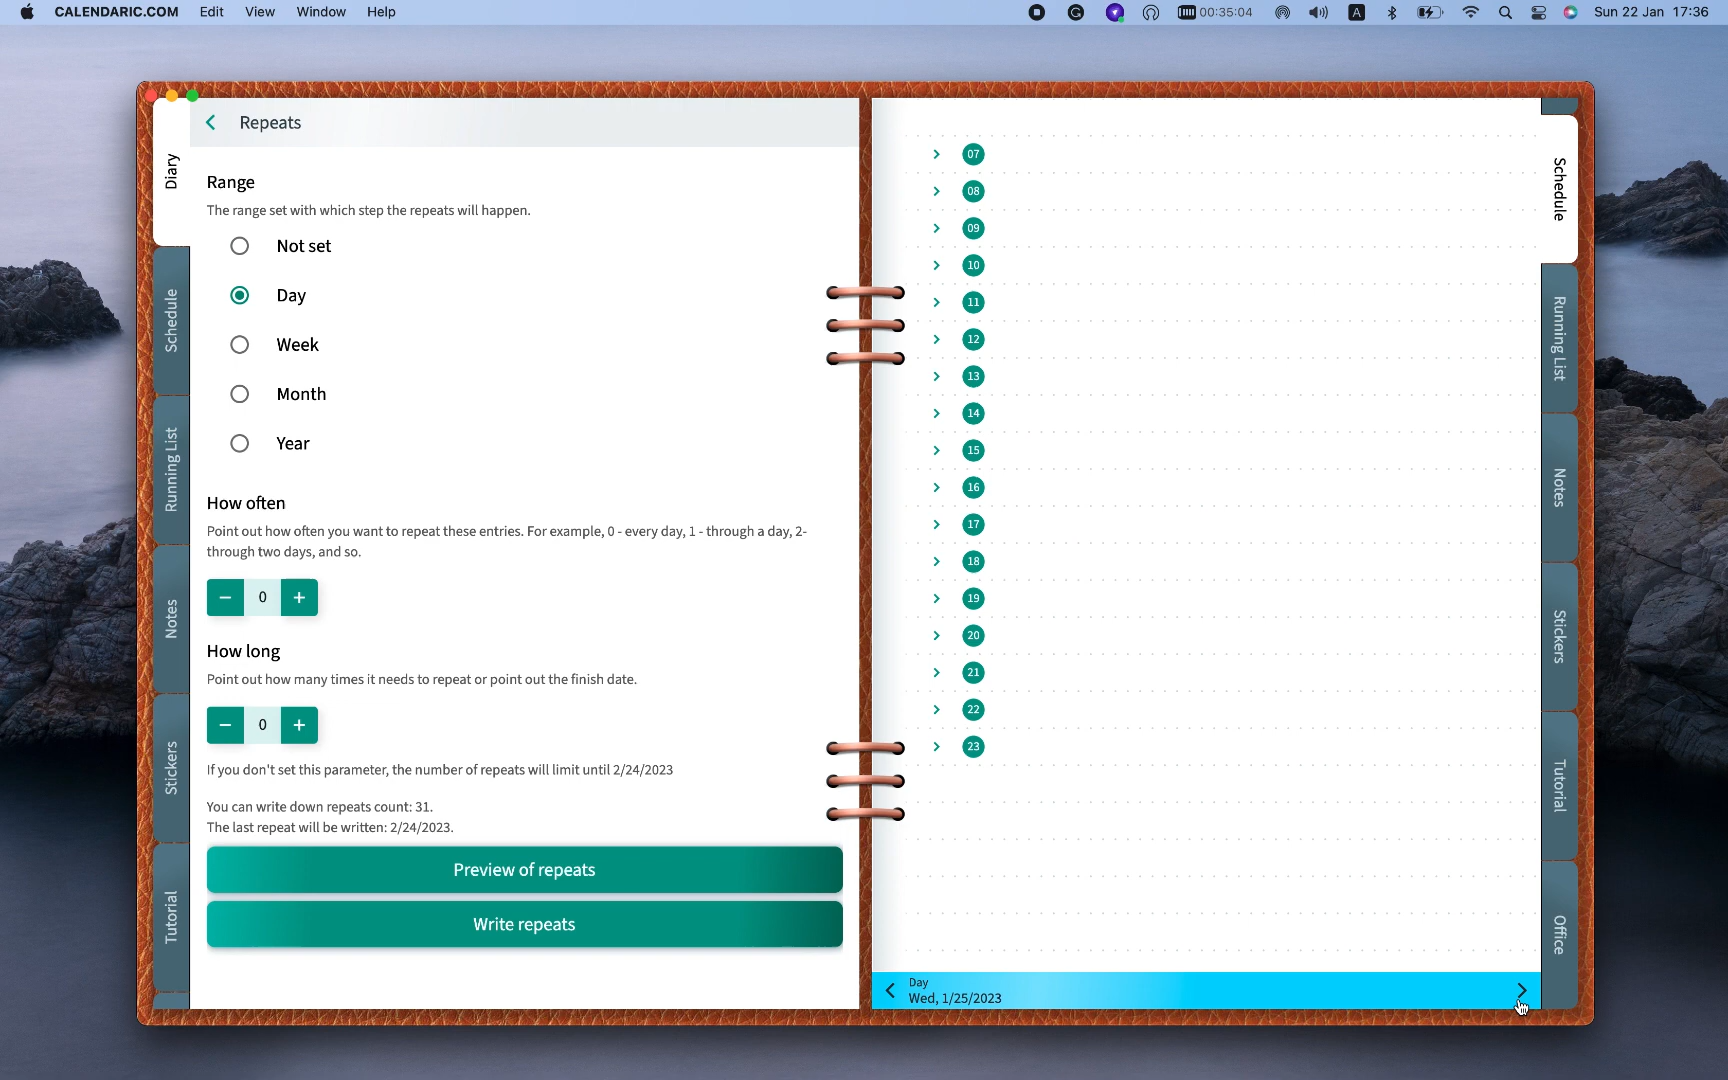 CALENDARIC.COM Edit View Window Help
00:35:04 A Sun 22 Jan 17:36
Repeats
Range
The range set with which step the repeats will happen.
Not set
Day
Week
Month
Year
How often
Point out how often you want to repeat these entries. For example, 0 - every day, 1 - through a day, 2-
through two days, and so.
− 0 +
How long
Point out how many times it needs to repeat or point out the finish date.
− 0 +
If you don't set this parameter, the number of repeats will limit until 2/24/2023
You can write down repeats count: 31.
The last repeat will be written: 2/24/2023.
Preview of repeats
Write repeats
Diary
Schedule
Running List
Notes
Stickers
Tutorial
07
08
09
10
11
12
13
14
15
16
17
18
19
20
21
22
23
Day
Wed, 1/25/2023
Schedule
Running List
Notes
Stickers
Tutorial
Office